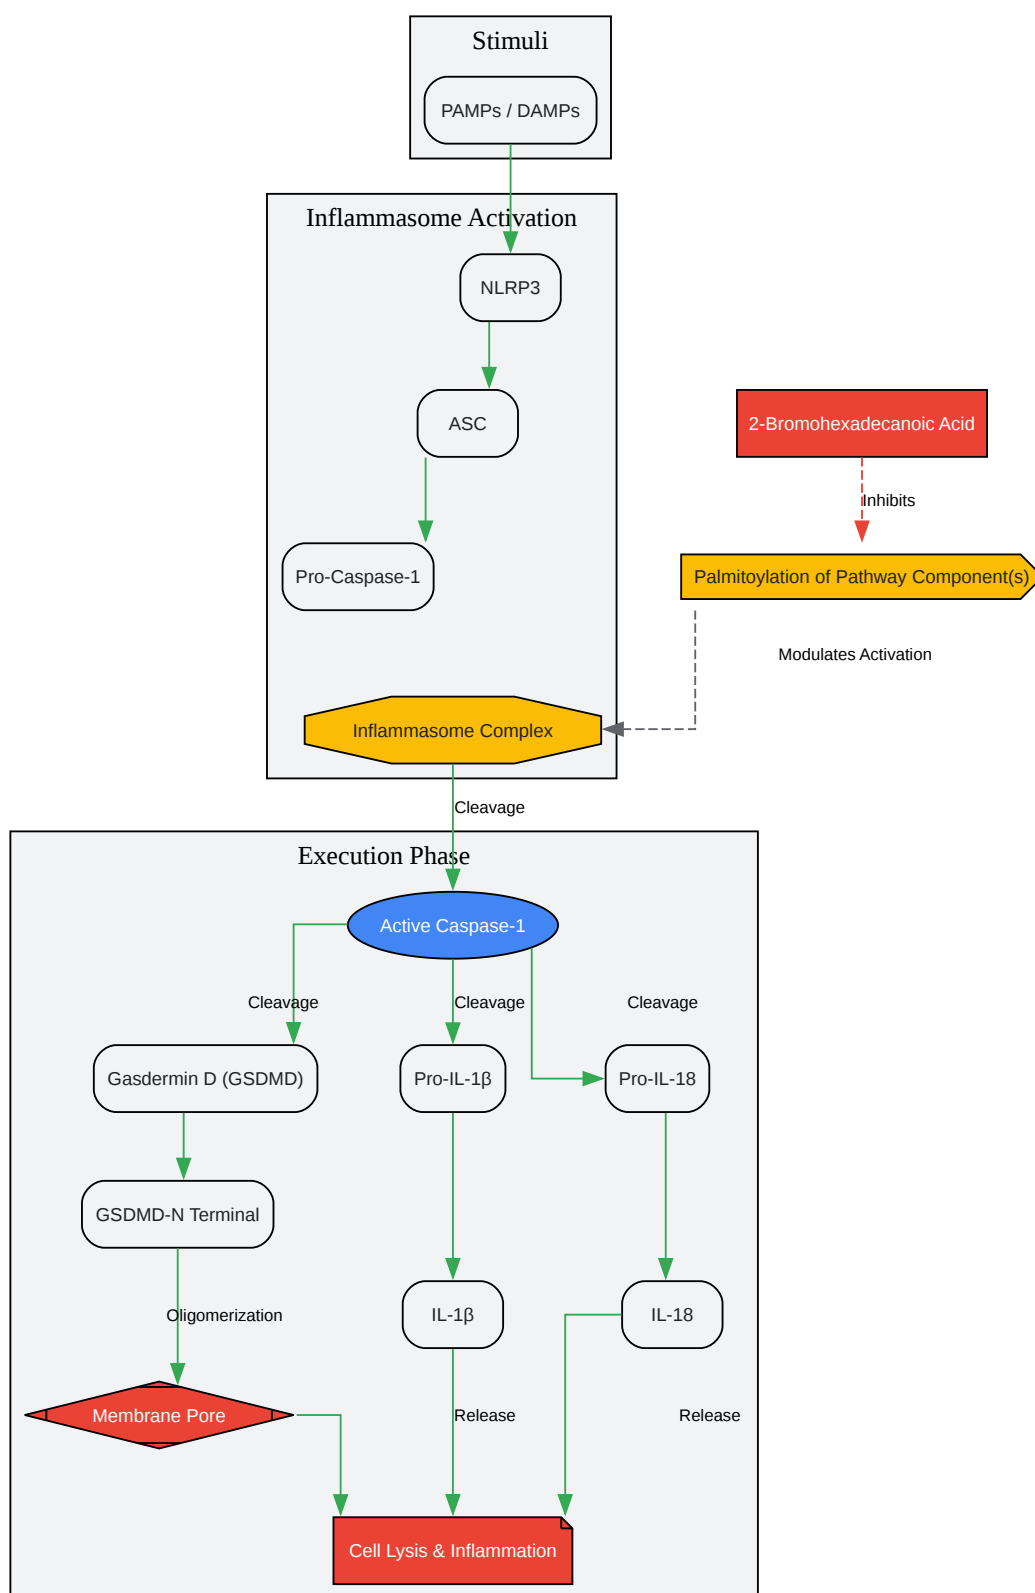 Stimuli
PAMPs / DAMPs
Inflammasome Activation
NLRP3
ASC
2-Bromohexadecanoic Acid
Inhibits
Pro-Caspase-1
Palmitoylation of Pathway Component(s)
Modulates Activation
Inflammasome Complex
Cleavage
Execution Phase
Active Caspase-1
Cleavage
Cleavage
Cleavage
Gasdermin D (GSDMD)
Pro-IL-1β
Pro-IL-18
GSDMD-N Terminal
IL-1β
IL-18
Oligomerization
Membrane Pore
Release
Release
Cell Lysis & Inflammation